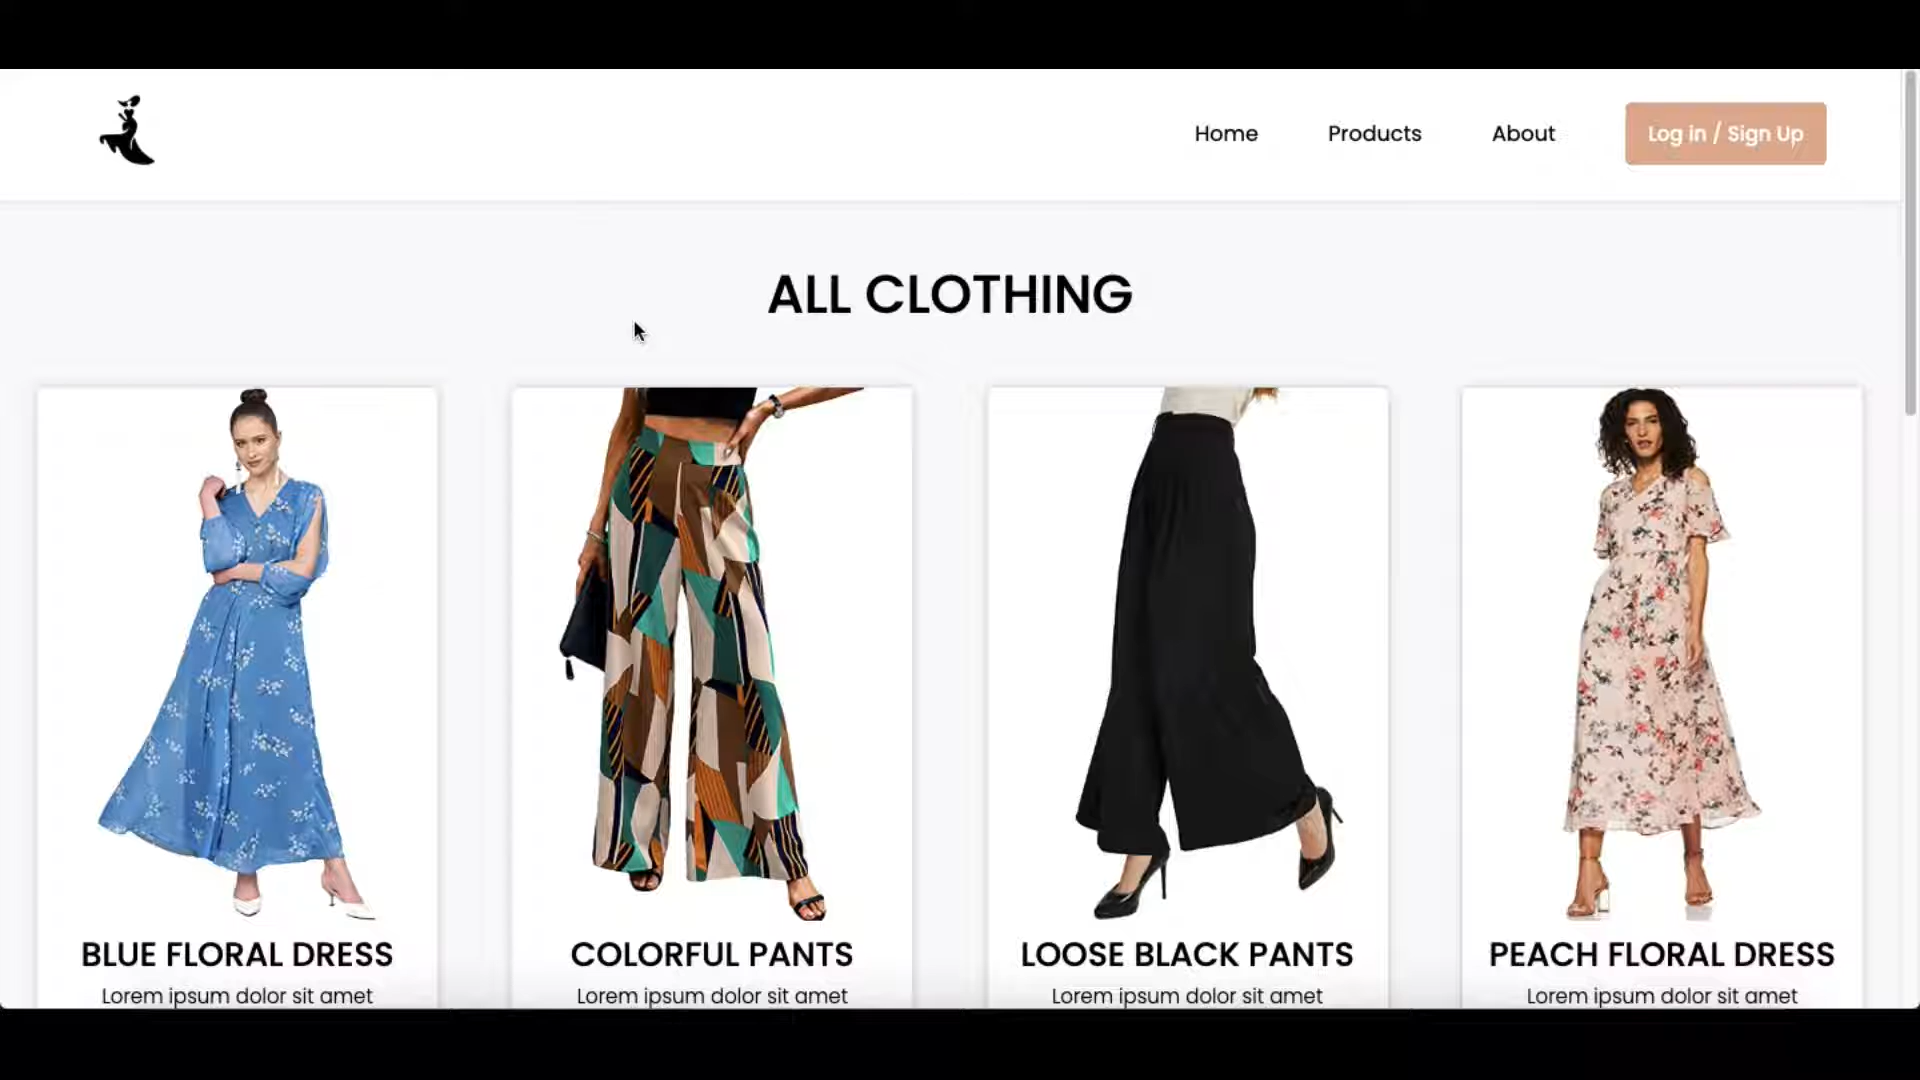 Home Products About Log in / Sign Up
ALL CLOTHING
BLUE FLORAL DRESS
Lorem ipsum dolor sit amet
COLORFUL PANTS
Lorem ipsum dolor sit amet
LOOSE BLACK PANTS
Lorem ipsum dolor sit amet
PEACH FLORAL DRESS
Lorem ipsum dolor sit amet